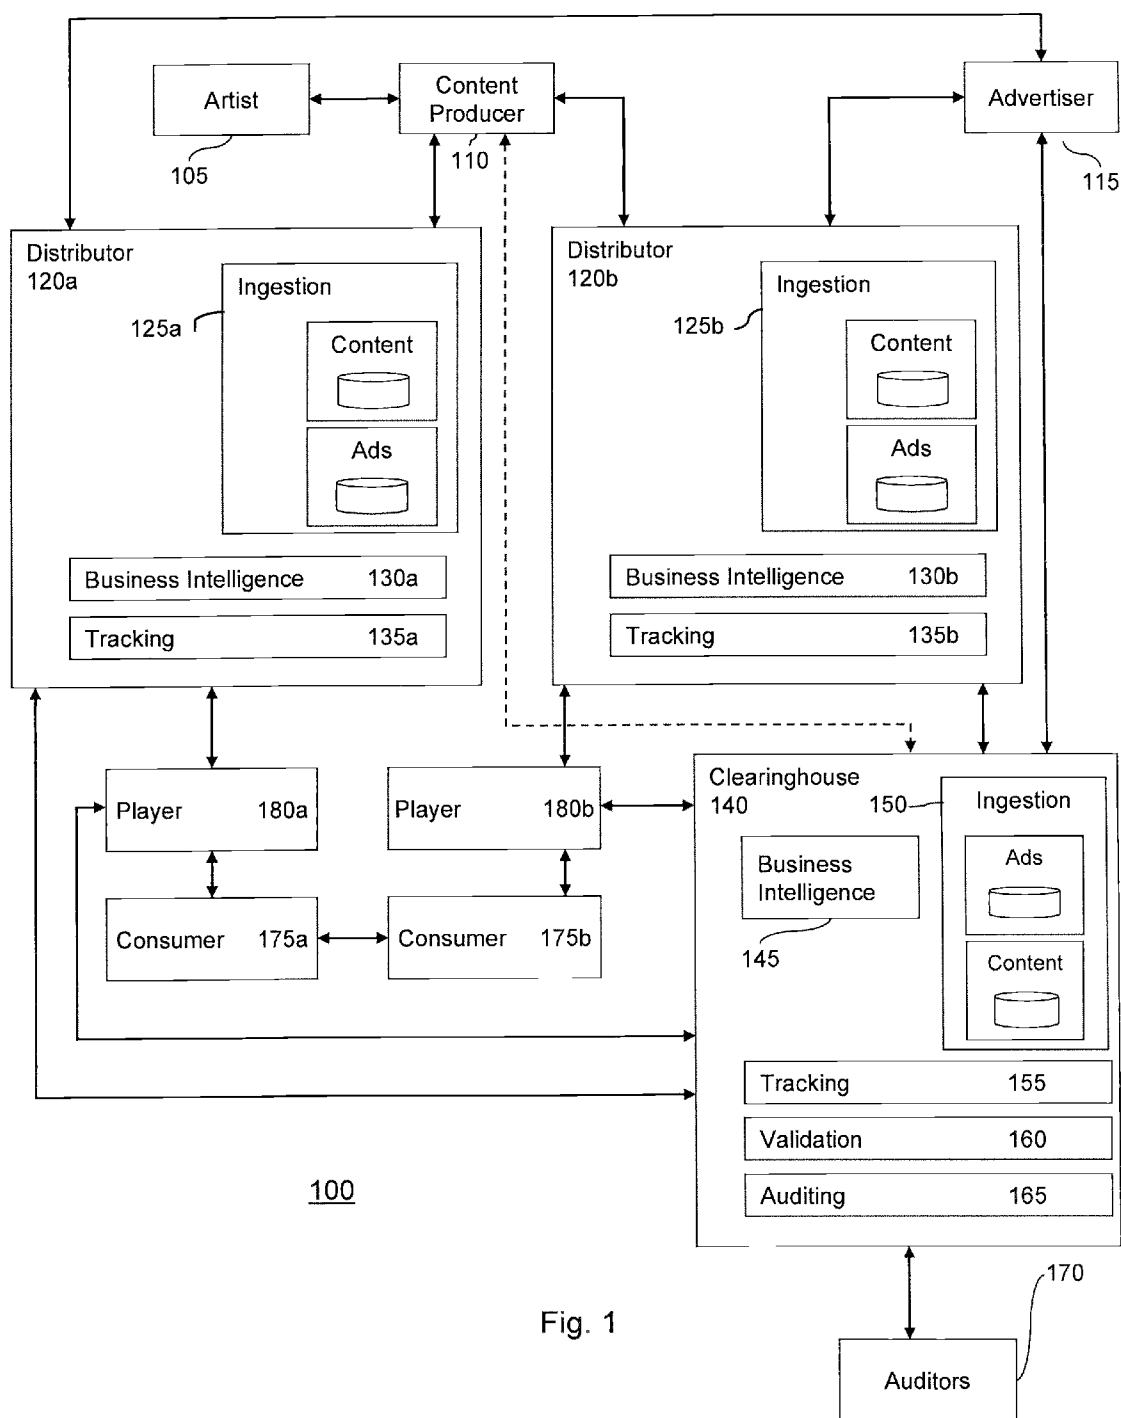 Artist
105
Content
Producer
110
Advertiser
115
Distributor
120a
Ingestion
125a
Content
Ads
Business Intelligence 130a
Tracking 135a
Distributor
120b
Ingestion
125b
Content
Ads
Business Intelligence 130b
Tracking 135b
Player 180a
Player 180b
Consumer 175a
Consumer 175b
Clearinghouse
140
150
Ingestion
Ads
Content
Business
Intelligence
145
Tracking 155
Validation 160
Auditing 165
100
170
Fig. 1
Auditors